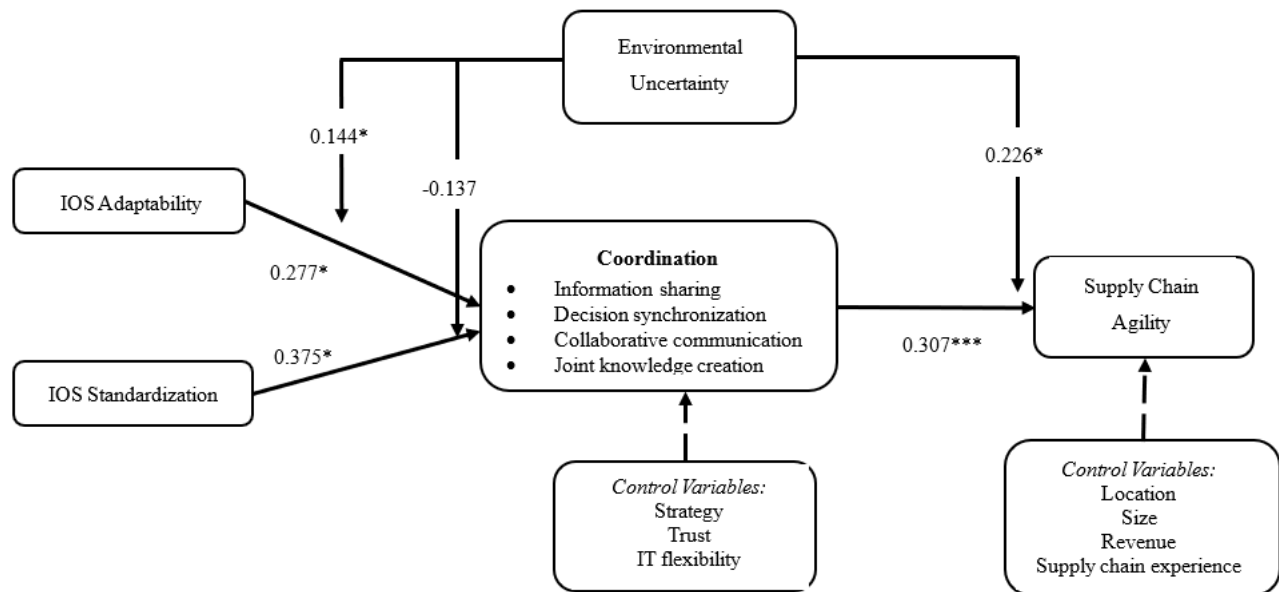 Environmental
Uncertainty
0.144*
-0.137
0.226*
IOS Adaptability
0.277*
Coordination
• Information sharing
• Decision synchronization
• Collaborative communication
• Joint knowledge creation
Supply Chain
Agility
0.307***
0.375*
IOS Standardization
Control Variables:
Strategy
Trust
IT flexibility
Control Variables:
Location
Size
Revenue
Supply chain experience